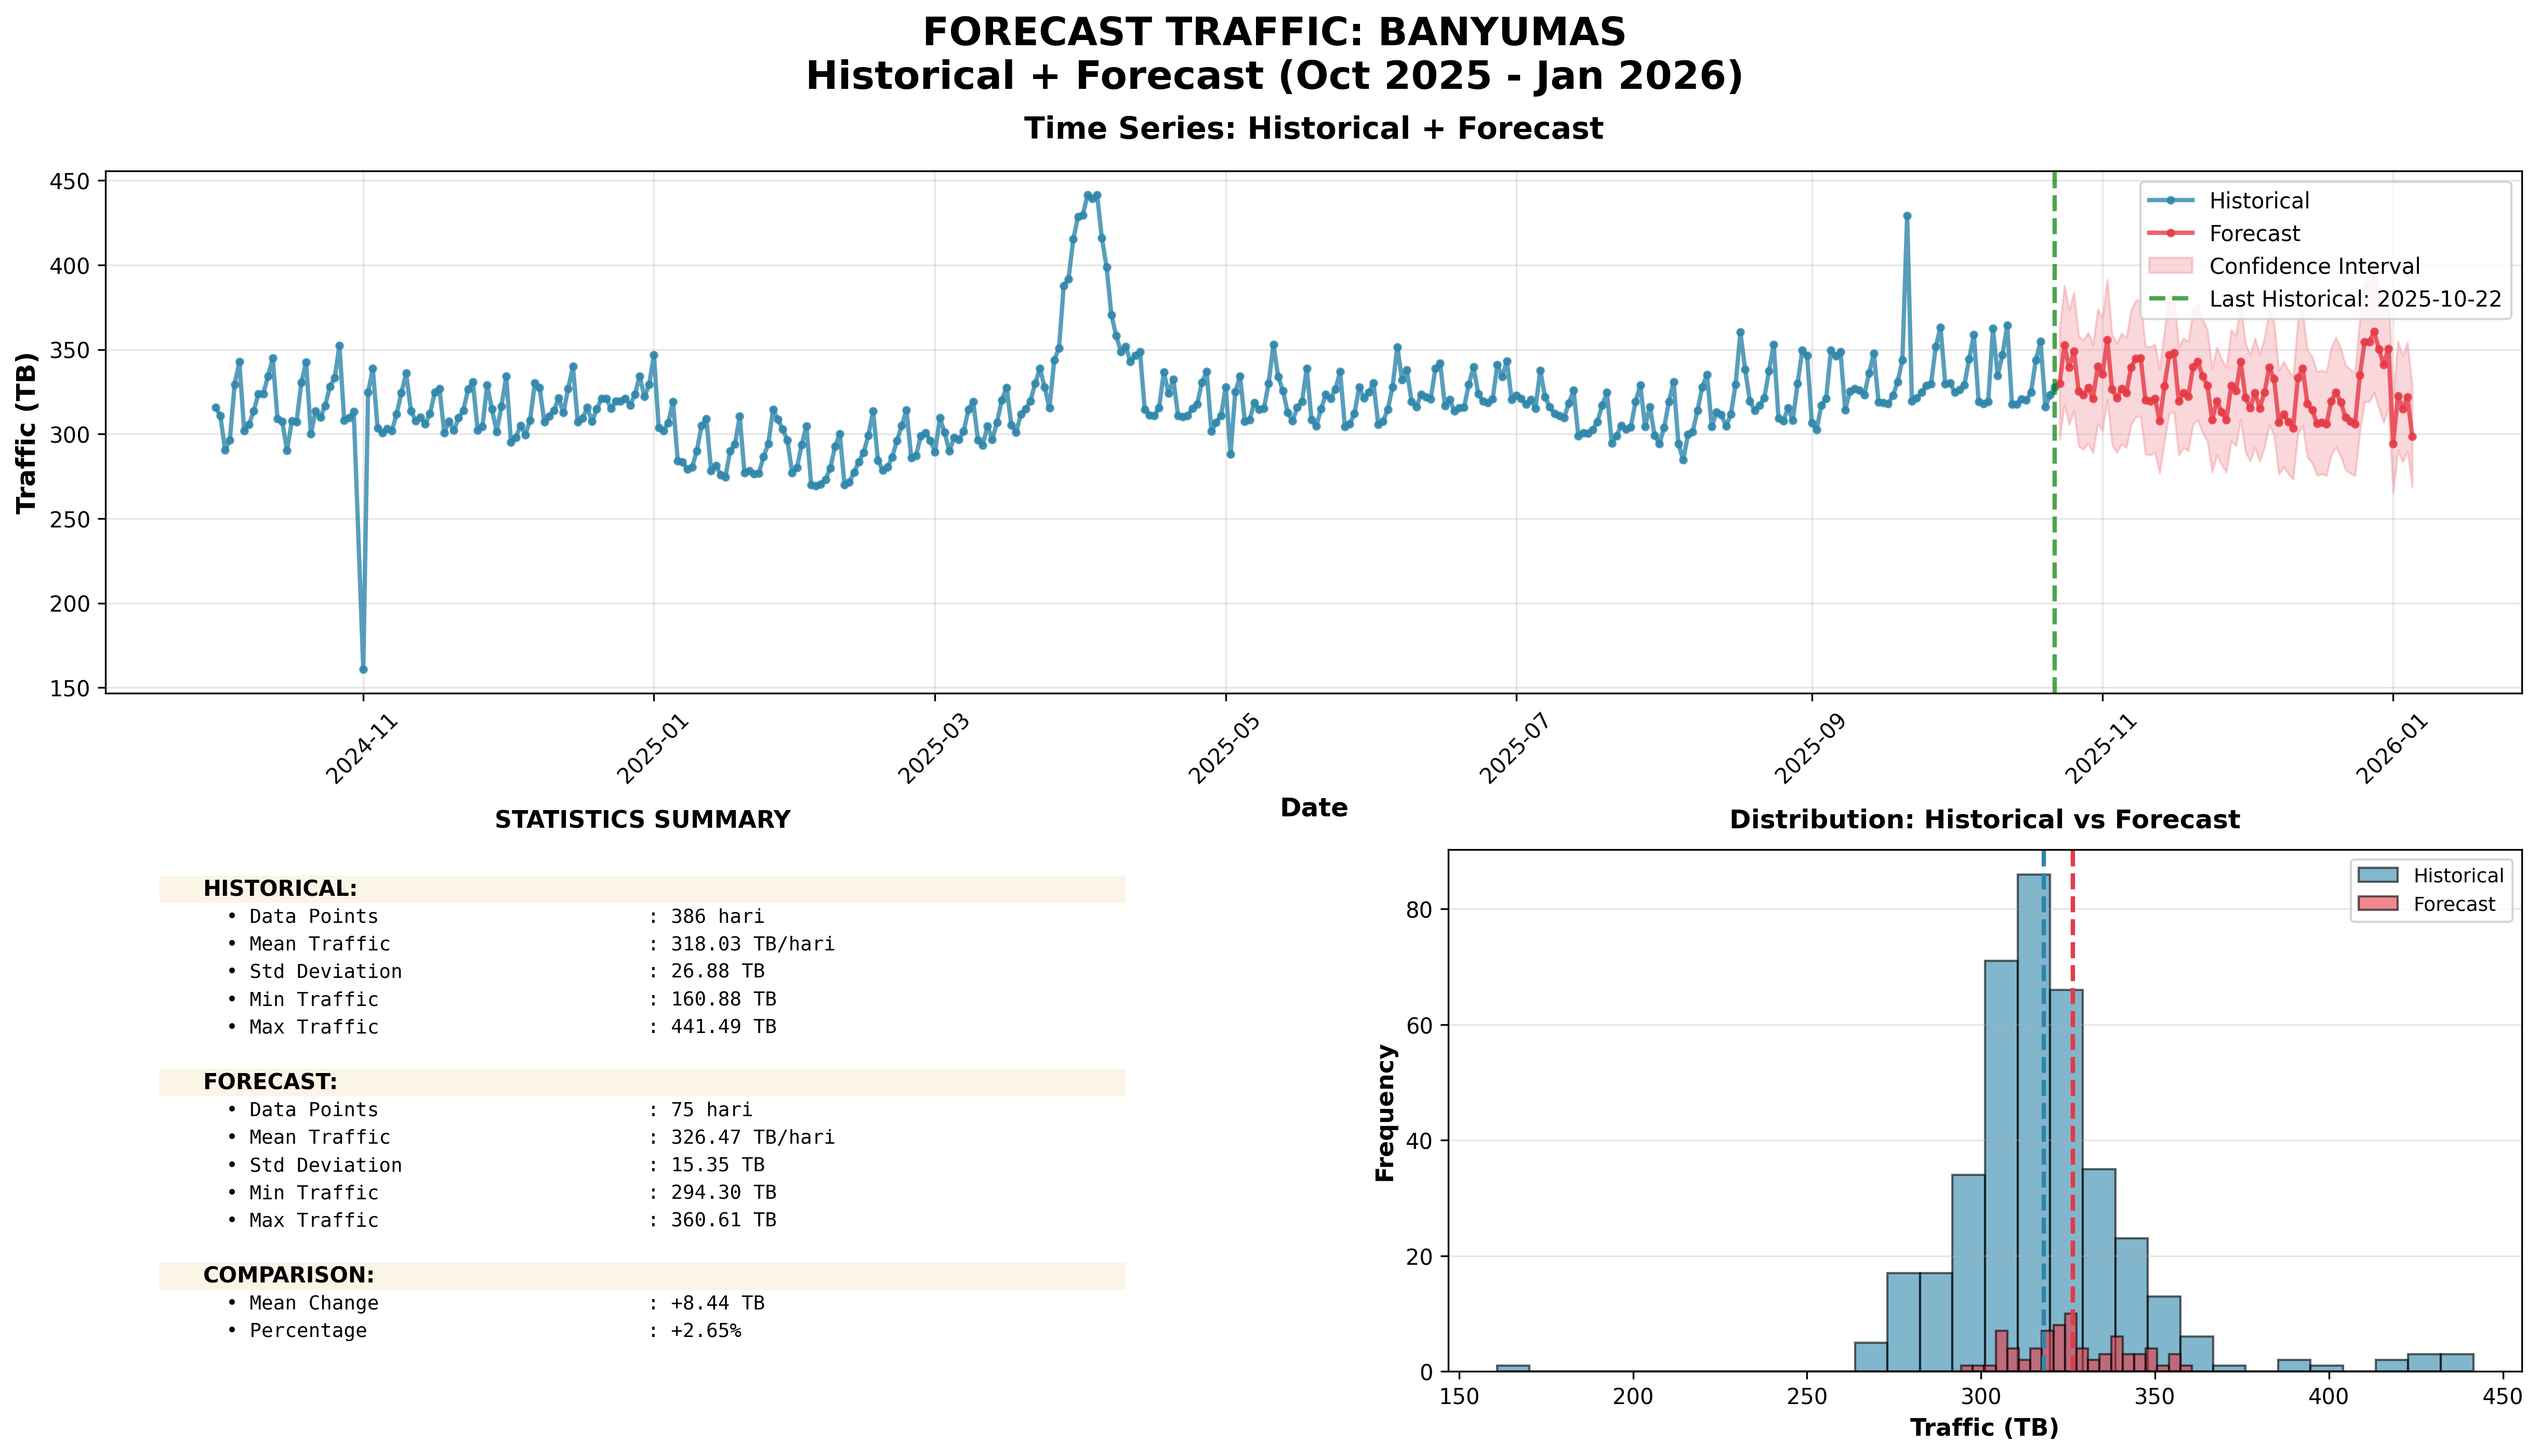 FORECAST TRAFFIC: BANYUMAS
Historical + Forecast (Oct 2025 - Jan 2026)
Time Series: Historical + Forecast
Traffic (TB)
450
400
350
300
250
200
150
Historical
Forecast
Confidence Interval
Last Historical: 2025-10-22
2024-11
2025-01
2025-03
2025-05
2025-07
2025-09
2025-11
2026-01
Date
STATISTICS SUMMARY
HISTORICAL:
• Data Points : 386 hari
• Mean Traffic : 318.03 TB/hari
• Std Deviation : 26.88 TB
• Min Traffic : 160.88 TB
• Max Traffic : 441.49 TB
FORECAST:
• Data Points : 75 hari
• Mean Traffic : 326.47 TB/hari
• Std Deviation : 15.35 TB
• Min Traffic : 294.30 TB
• Max Traffic : 360.61 TB
COMPARISON:
• Mean Change : +8.44 TB
• Percentage : +2.65%
Distribution: Historical vs Forecast
Frequency
80
60
40
20
0
Historical
Forecast
150
200
250
300
350
400
450
Traffic (TB)